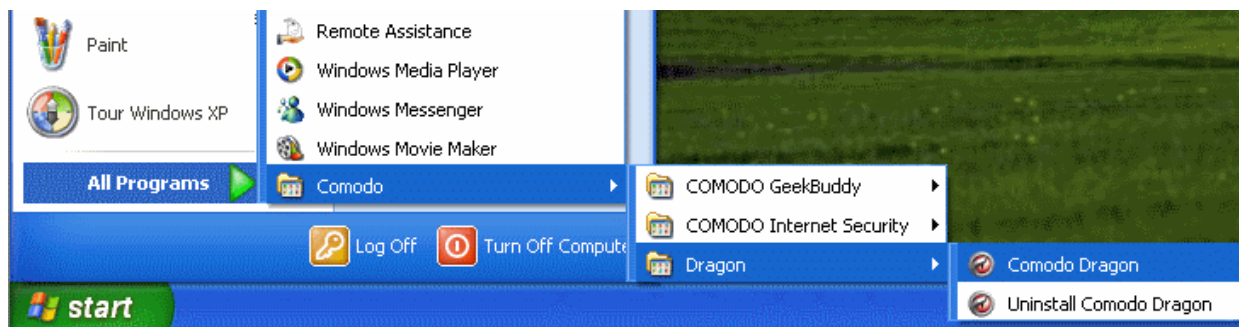 Paint
Tour Windows XP
All Programs
Remote Assistance
Windows Media Player
Windows Messenger
Windows Movie Maker
Comodo
COMODO GeekBuddy
COMODO Internet Security
Dragon
Comodo Dragon
Uninstall Comodo Dragon
Log Off
Turn Off Compute
start